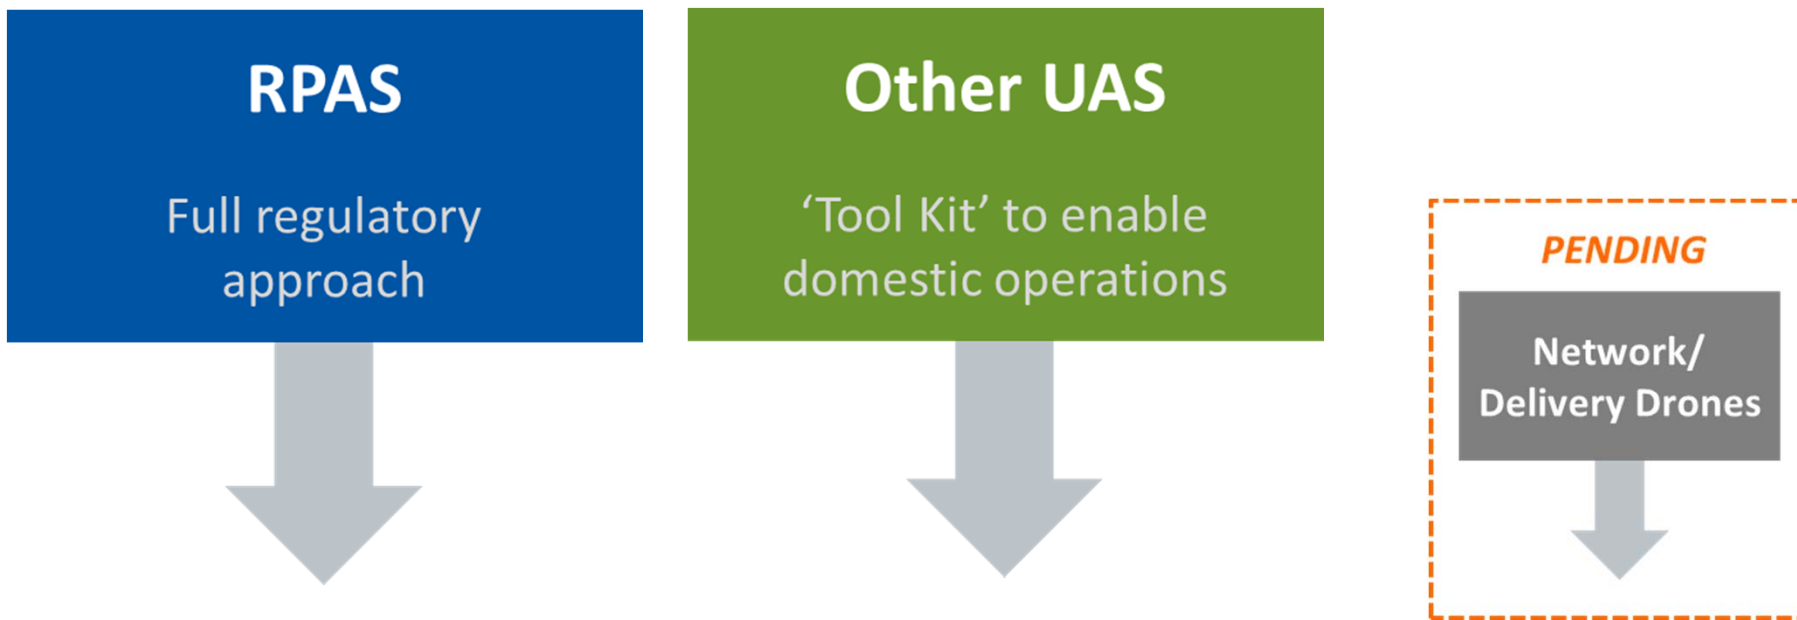 RPAS
Full regulatory
approach
Other UAS
‘Tool Kit’ to enable
domestic operations
PENDING
Network/
Delivery Drones